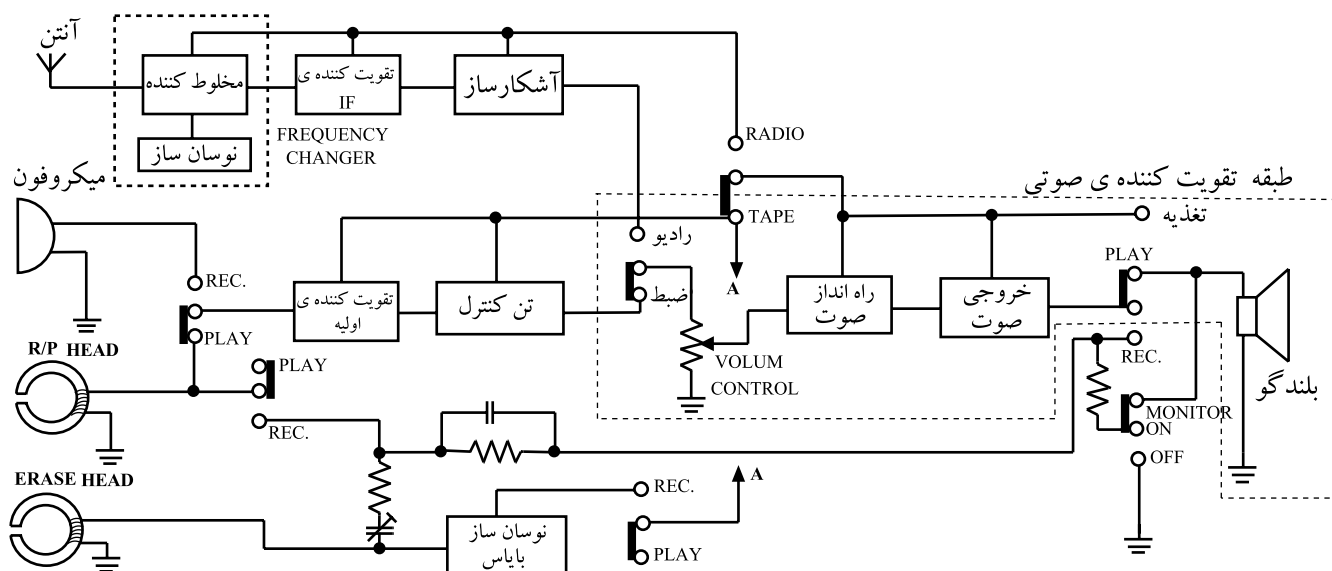 آنتن
مخلوط کننده
نوسان ساز
تقویت کننده ی
IF
FREQUENCY
CHANGER
آشکارساز
RADIO
TAPE
A
طبقه تقویت کننده ی صوتی
تغذیه
میکروفون
REC.
PLAY
تقویت کننده ی
اولیه
تن کنترل
رادیو
ضبط
VOLUM
CONTROL
راه انداز
صوت
خروجی
صوت
PLAY
REC.
MONITOR
ON
OFF
بلندگو
R/P HEAD
PLAY
REC.
ERASE HEAD
نوسان ساز
بایاس
REC.
PLAY
A